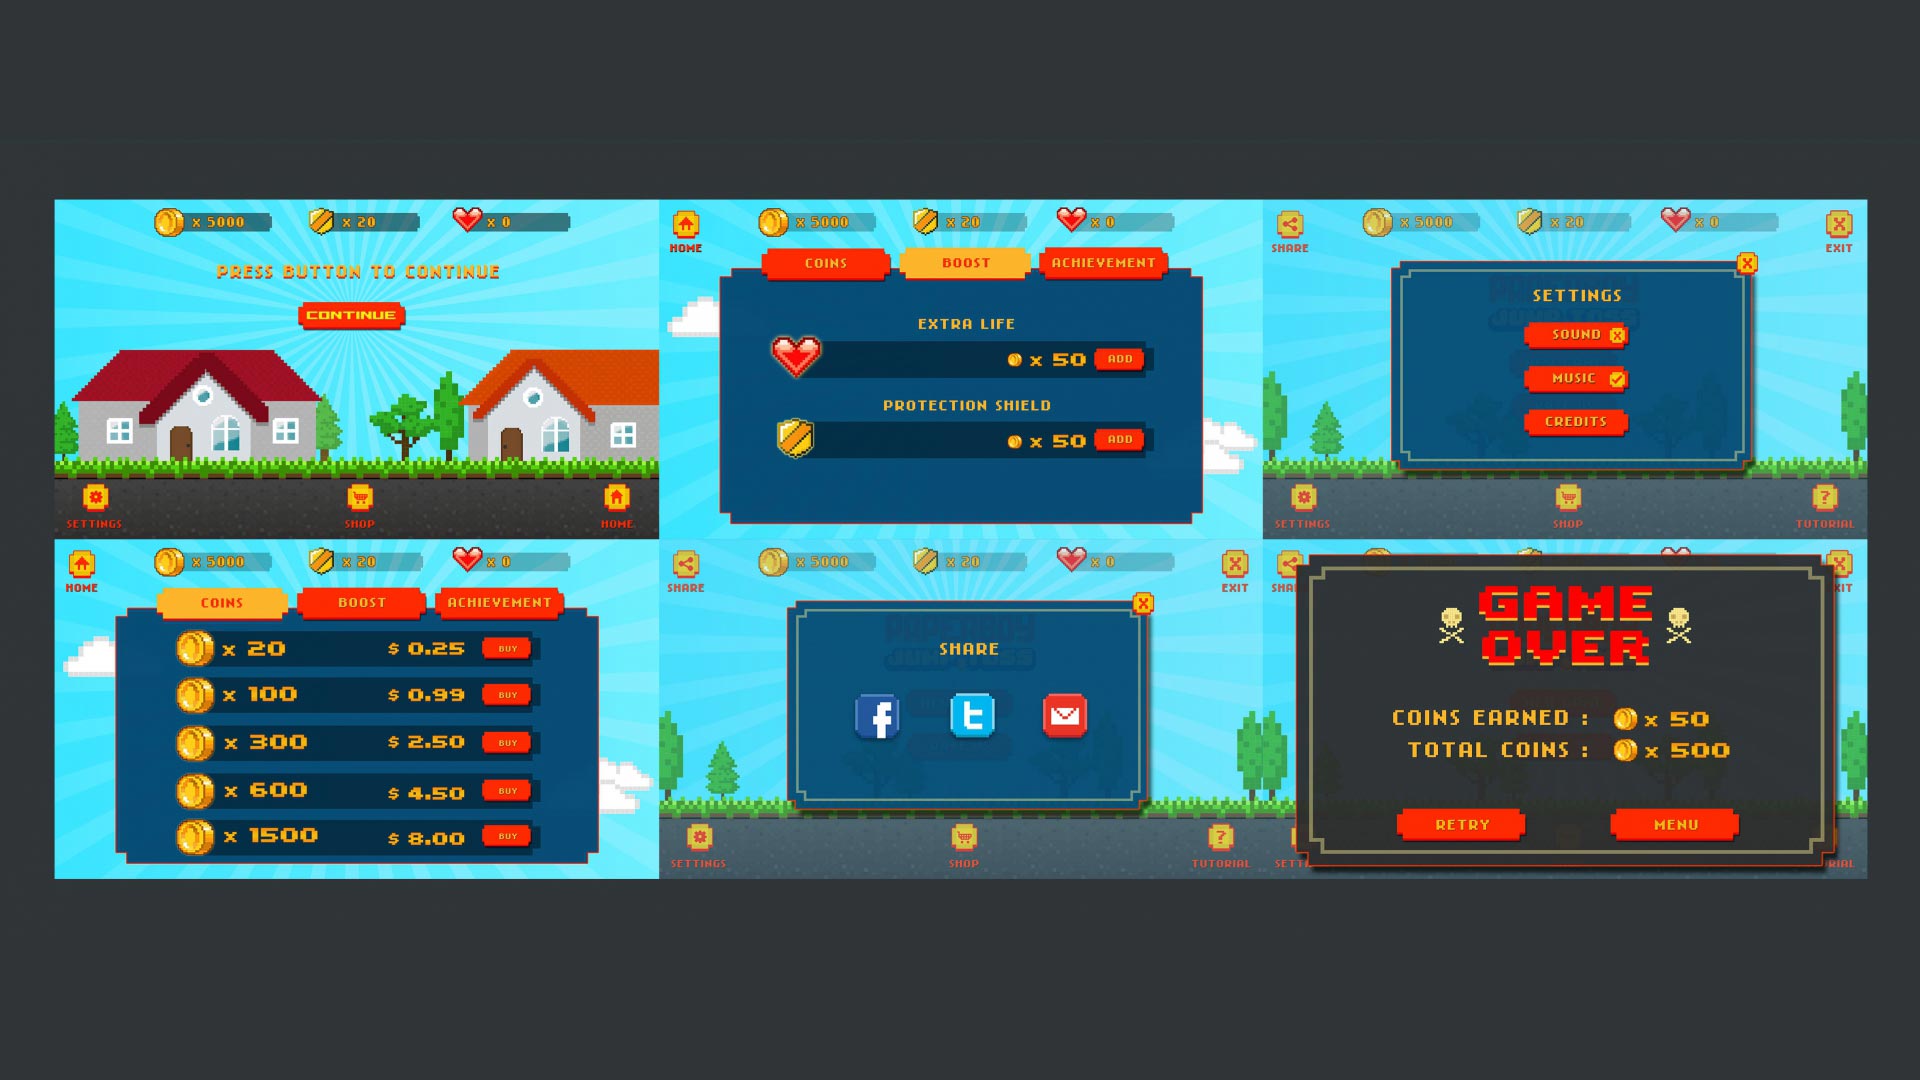 x 5000 x 20 x 0
PRESS BUTTON TO CONTINUE
CONTINUE
SETTINGS SHOP HOME
HOME x 5000 x 20 x 0
COINS BOOST ACHIEVEMENT
EXTRA LIFE
x 50 ADD
PROTECTION SHIELD
x 50 ADD
SHARE x 5000 x 20 x 0 EXIT
SETTINGS
SOUND
MUSIC
CREDITS
SETTINGS SHOP TUTORIAL
HOME x 5000 x 20 x 0
COINS BOOST ACHIEVEMENT
x 20 $ 0.25 BUY
x 100 $ 0.99 BUY
x 300 $ 2.50 BUY
x 600 $ 4.50 BUY
x 1500 $ 8.00 BUY
SHARE x 5000 x 20 x 0 EXIT
PAPERBOY
JUMP TOSS
SHARE
SETTINGS SHOP TUTORIAL
GAME
OVER
COINS EARNED : x 50
TOTAL COINS : x 500
RETRY MENU